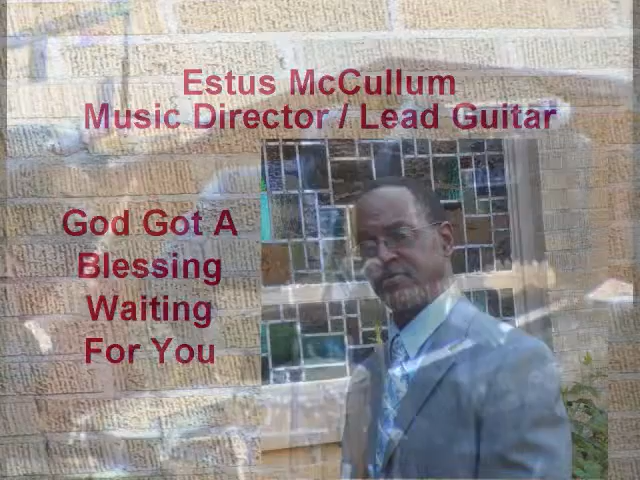 Estus McCullum
Music Director / Lead Guitar
God Got A
Blessing
Waiting
For You